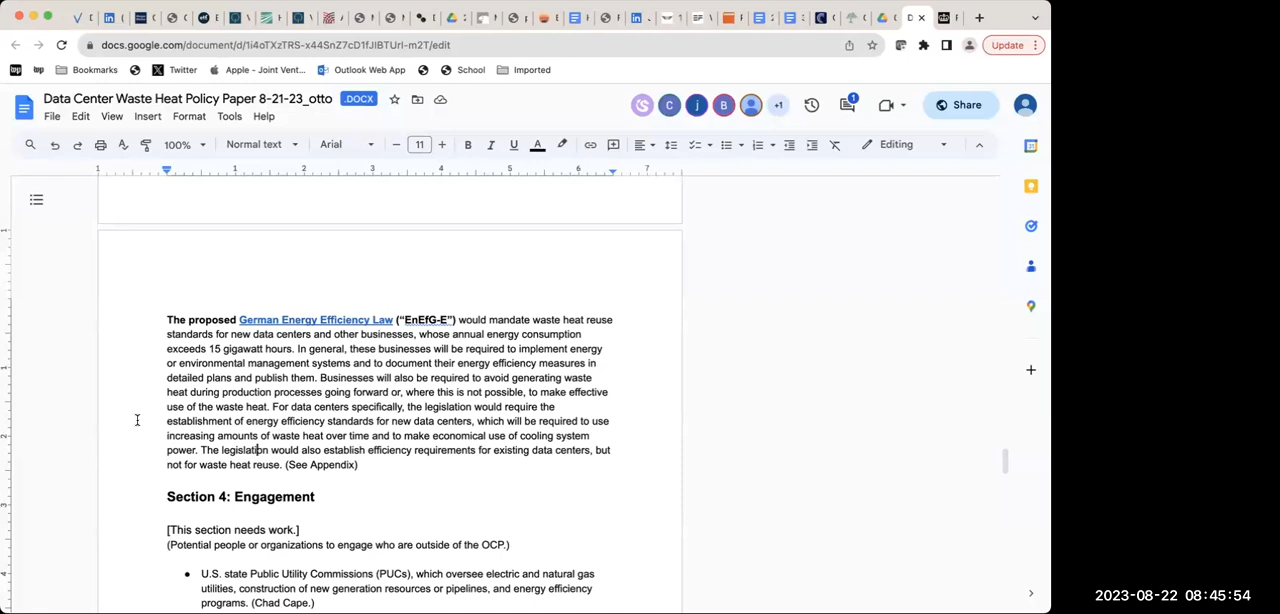 docs.google.com/document/d/1i4oTXzTRS-x44SnZ7cD1fJIBTUrI-m2T/edit
Update
Bookmarks
Twitter
Apple - Joint Vent...
Outlook Web App
School
Imported
Data Center Waste Heat Policy Paper 8-21-23_otto
.DOCX
C
j
B
+1
1
Share
File Edit View Insert Format Tools Help
100% Normal text Arial 11 B I U A Editing
1 1 2 3 4 5 6 7
The proposed German Energy Efficiency Law (“EnEfG-E”) would mandate waste heat reuse
standards for new data centers and other businesses, whose annual energy consumption
exceeds 15 gigawatt hours. In general, these businesses will be required to implement energy
or environmental management systems and to document their energy efficiency measures in
detailed plans and publish them. Businesses will also be required to avoid generating waste
heat during production processes going forward or, where this is not possible, to make effective
use of the waste heat. For data centers specifically, the legislation would require the
establishment of energy efficiency standards for new data centers, which will be required to use
increasing amounts of waste heat over time and to make economical use of cooling system
power. The legislation would also establish efficiency requirements for existing data centers, but
not for waste heat reuse. (See Appendix)
Section 4: Engagement
[This section needs work.]
(Potential people or organizations to engage who are outside of the OCP.)
● U.S. state Public Utility Commissions (PUCs), which oversee electric and natural gas
utilities, construction of new generation resources or pipelines, and energy efficiency
programs. (Chad Cape.)
2023-08-22 08:45:54